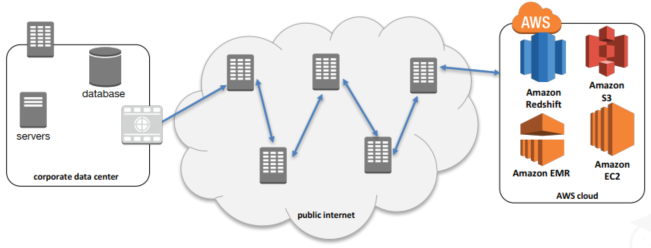 database
servers
corporate data center
public internet
AWS
Amazon
Redshift
Amazon
S3
Amazon EMR
Amazon
EC2
AWS cloud